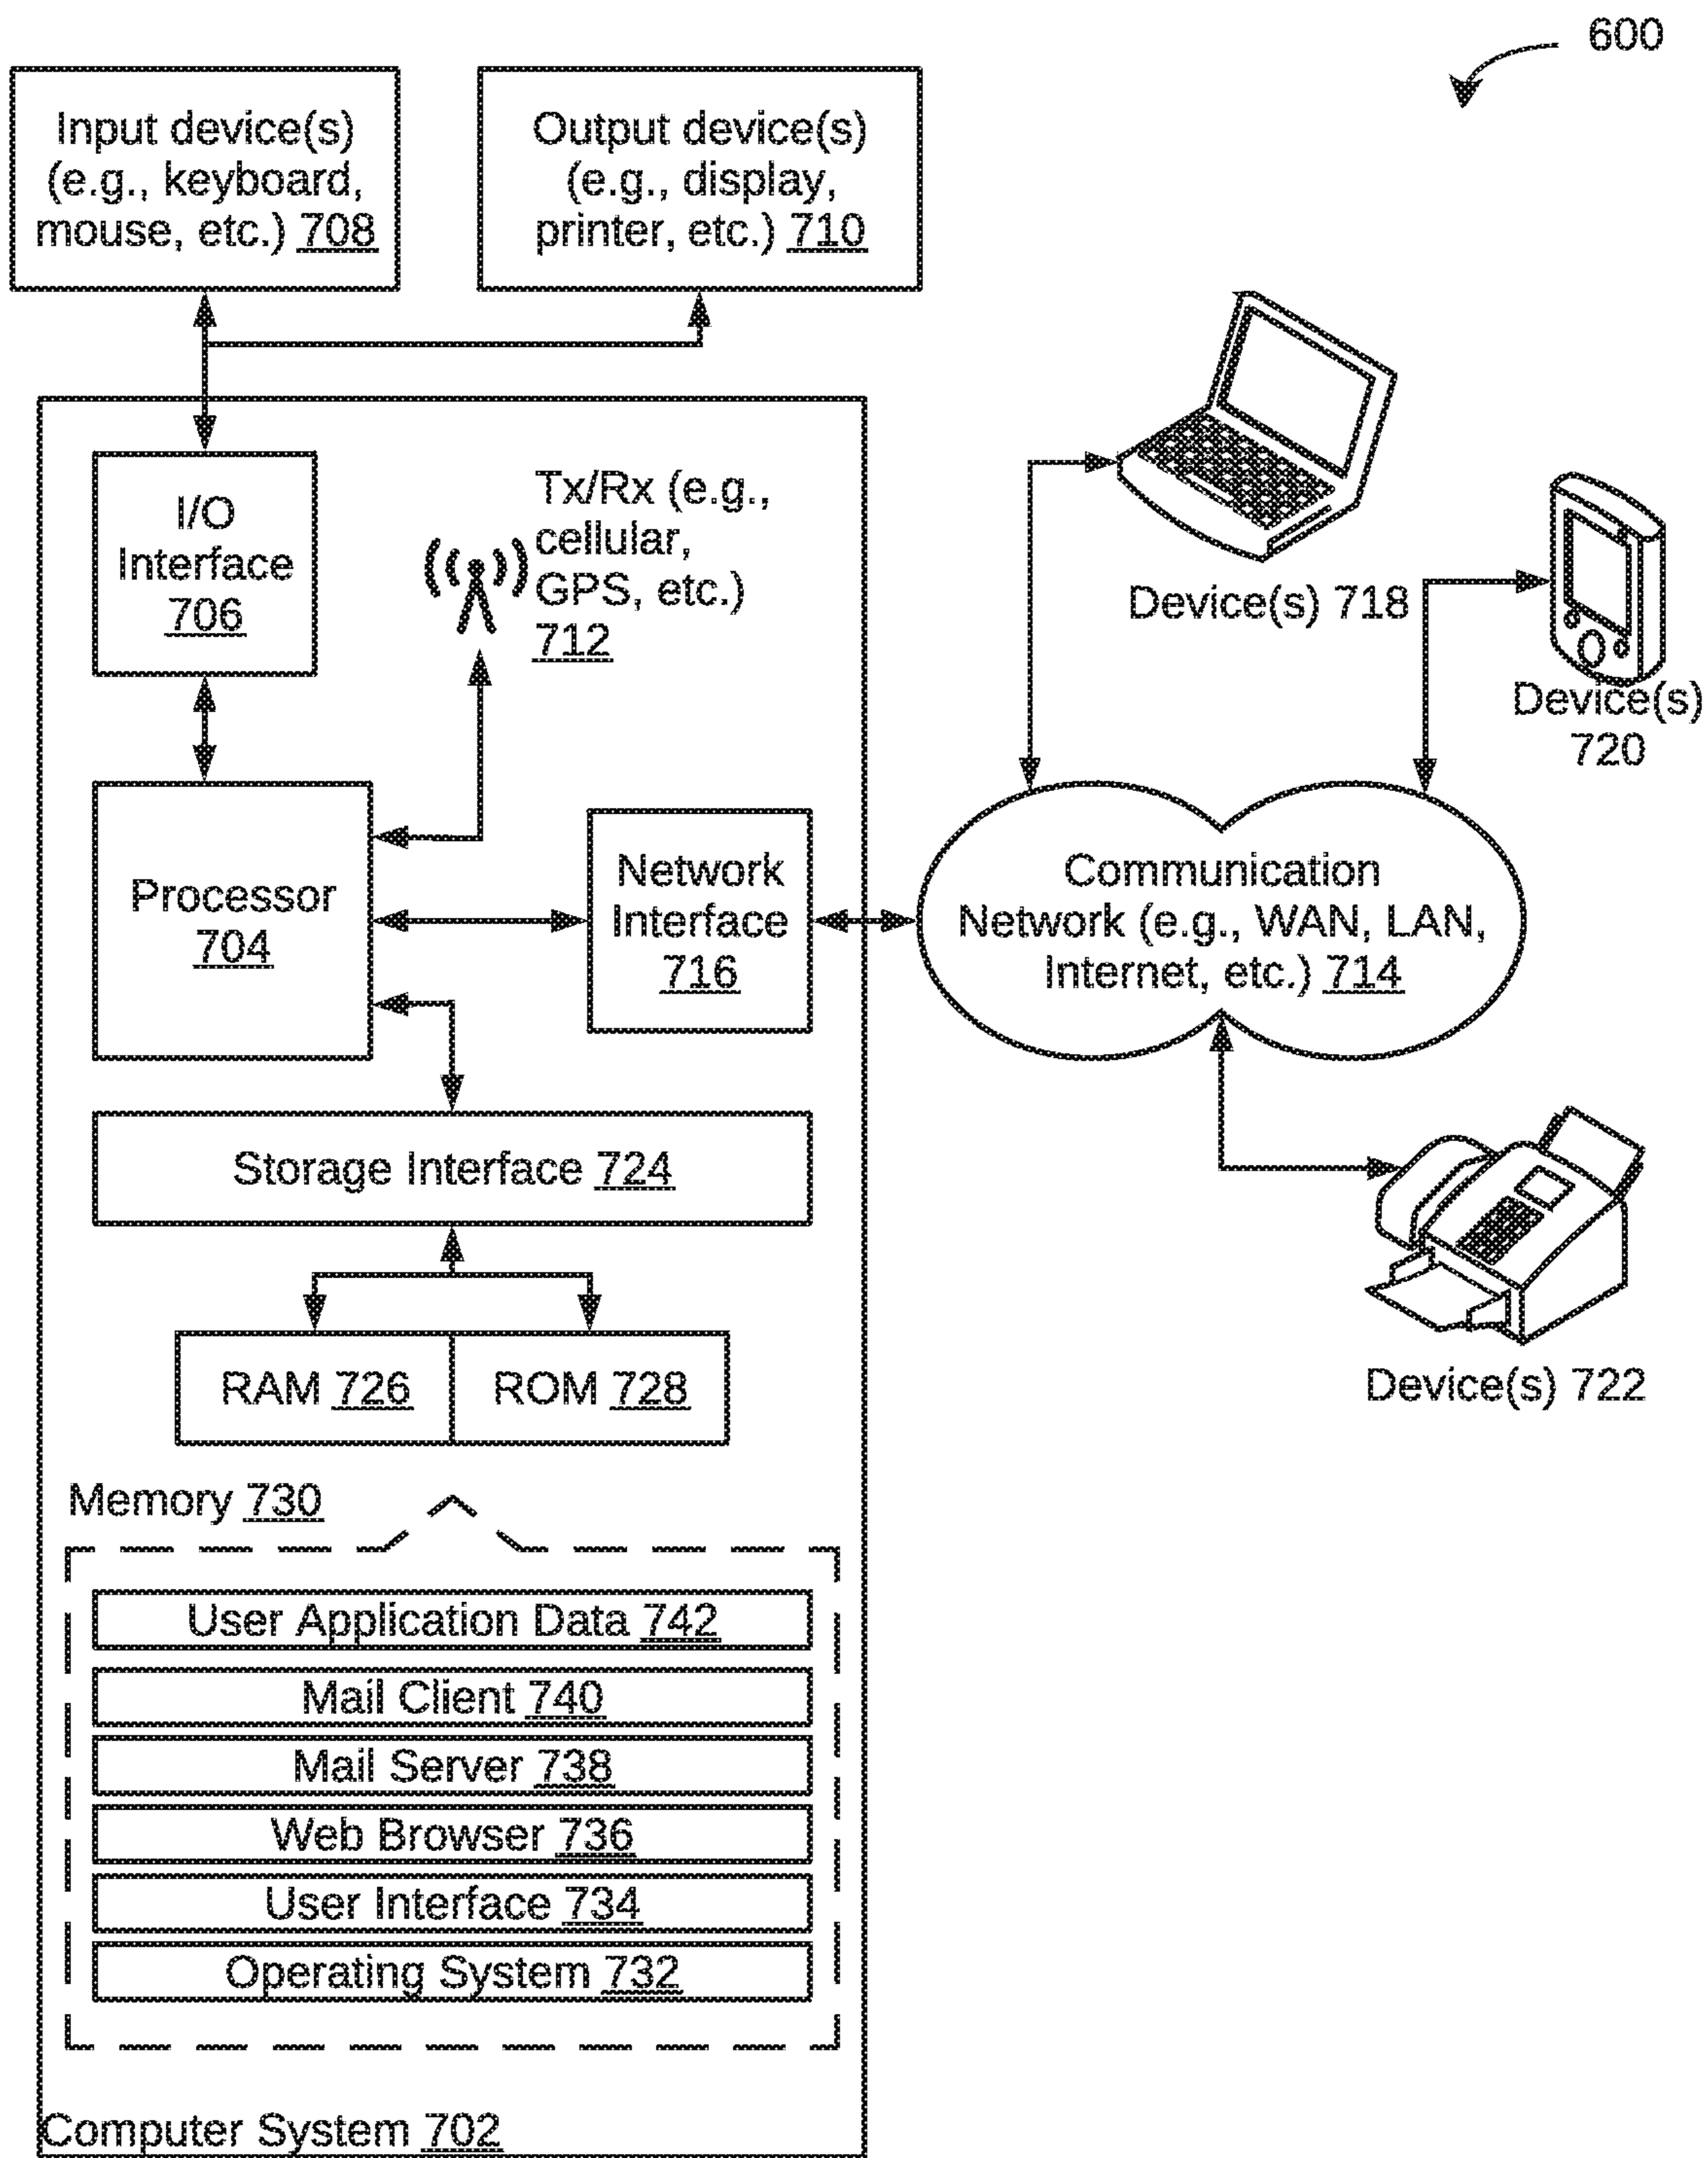 600
Input device(s)
(e.g., keyboard,
mouse, etc.) 708
Output device(s)
(e.g., display,
printer, etc.) 710
I/O
Interface
706
Tx/Rx (e.g.,
cellular,
GPS, etc.)
712
Device(s) 718
Device(s)
720
Processor
704
Network
Interface
716
Communication
Network (e.g., WAN, LAN,
Internet, etc.) 714
Storage Interface 724
RAM 726
ROM 728
Device(s) 722
Memory 730
User Application Data 742
Mail Client 740
Mail Server 738
Web Browser 736
User Interface 734
Operating System 732
Computer System 702